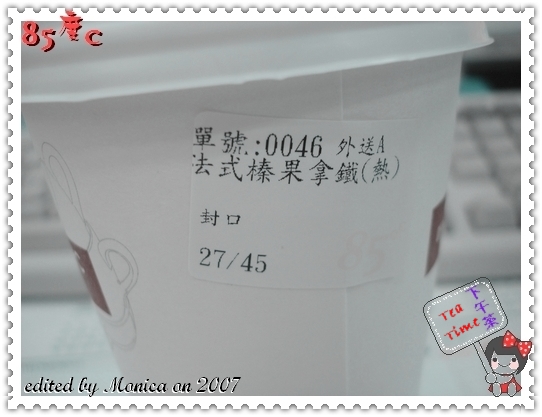 85度C
單號:0046 外送A
法式榛果拿鐵(熱)
封口
27/45
85
Tea
Time
下午茶
edited by Monica on 2007